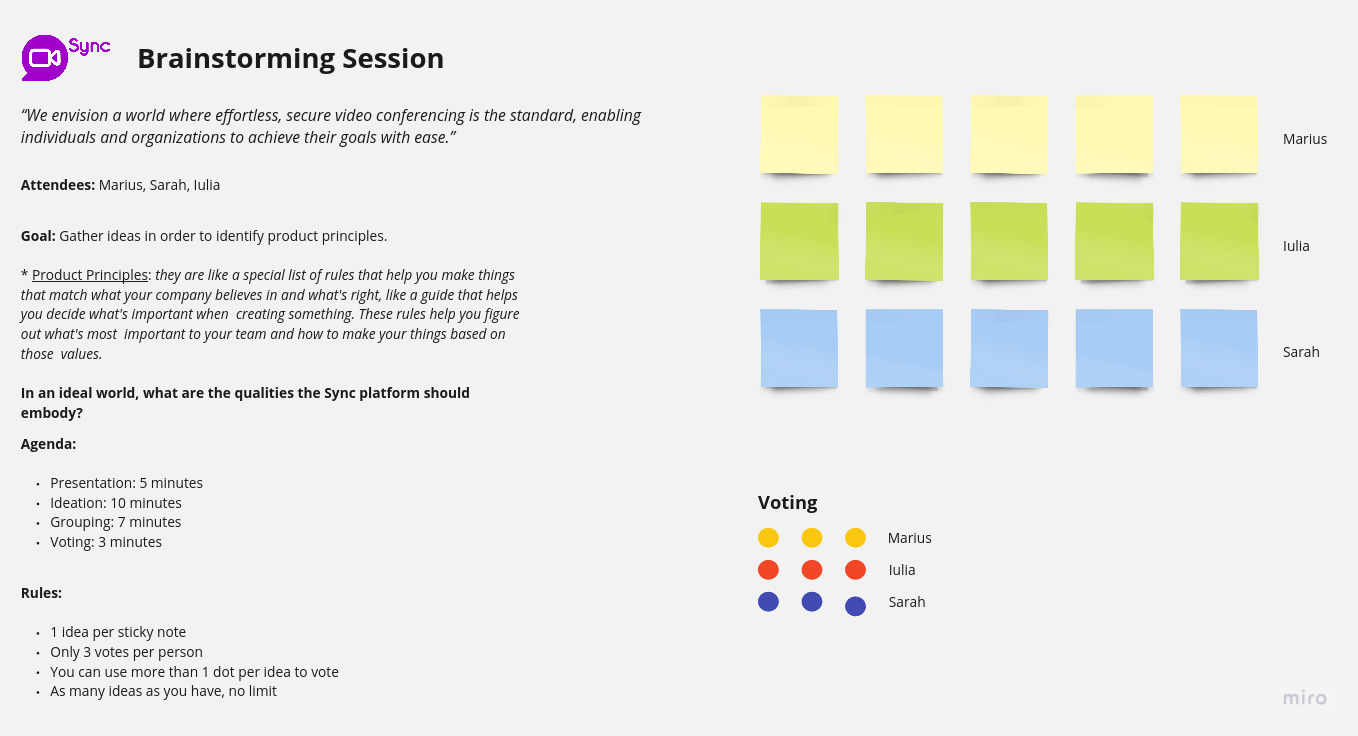 Sync
Brainstorming Session
“We envision a world where effortless, secure video conferencing is the standard, enabling
individuals and organizations to achieve their goals with ease.”
Attendees: Marius, Sarah, Iulia
Goal: Gather ideas in order to identify product principles.
* Product Principles: they are like a special list of rules that help you make things
that match what your company believes in and what's right, like a guide that helps
you decide what's important when  creating something. These rules help you figure
out what's most  important to your team and how to make your things based on
those  values.
In an ideal world, what are the qualities the Sync platform should
embody?
Agenda:
• Presentation: 5 minutes
• Ideation: 10 minutes
• Grouping: 7 minutes
• Voting: 3 minutes
Rules:
• 1 idea per sticky note
• Only 3 votes per person
• You can use more than 1 dot per idea to vote
• As many ideas as you have, no limit
Marius
Iulia
Sarah
Voting
Marius
Iulia
Sarah
miro